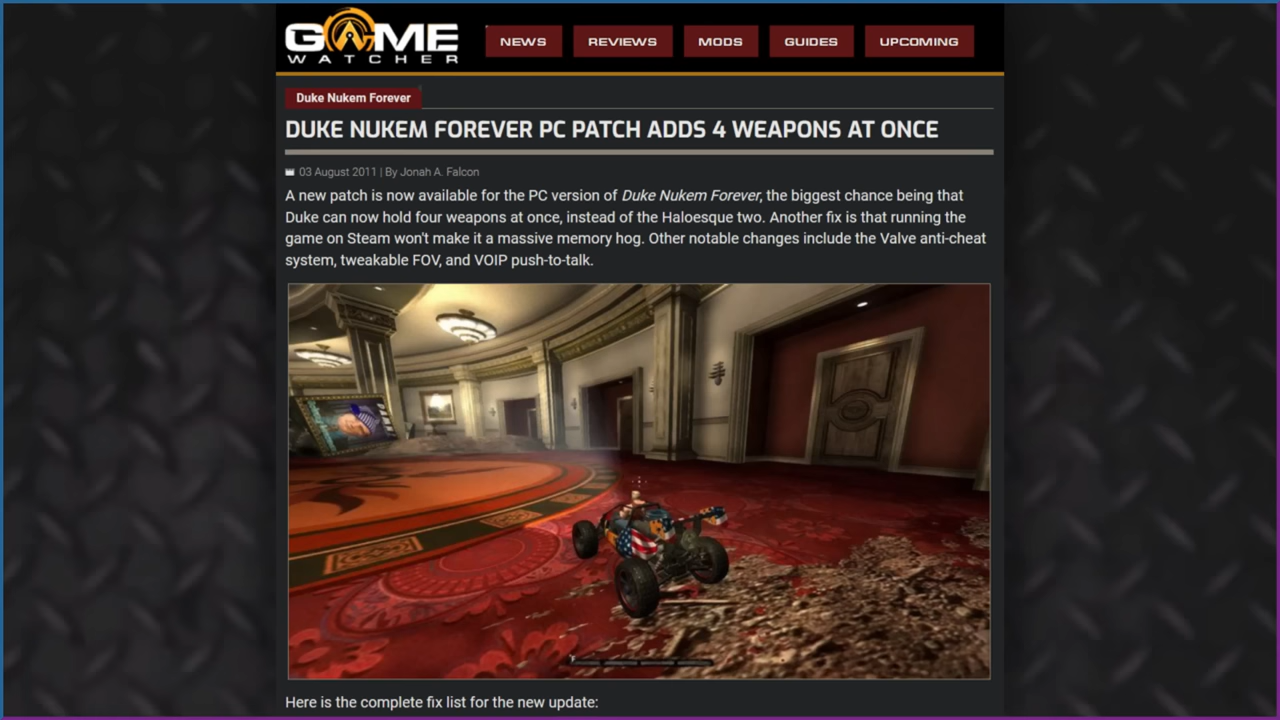 GAME
WATCHER
NEWS
REVIEWS
MODS
GUIDES
UPCOMING
Duke Nukem Forever
DUKE NUKEM FOREVER PC PATCH ADDS 4 WEAPONS AT ONCE
03 August 2011 | By Jonah A. Falcon
A new patch is now available for the PC version of Duke Nukem Forever, the biggest chance being that
Duke can now hold four weapons at once, instead of the Haloesque two. Another fix is that running the
game on Steam won't make it a massive memory hog. Other notable changes include the Valve anti-cheat
system, tweakable FOV, and VOIP push-to-talk.
Here is the complete fix list for the new update: